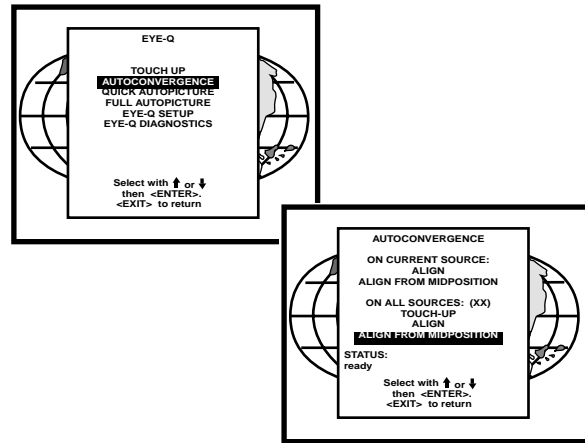 EYE-Q
TOUCH UP
AUTOCONVERGENCE
QUICK AUTOPICTURE
FULL AUTOPICTURE
EYE-Q SETUP
EYE-Q DIAGNOSTICS
Select with ⬆ or ⬇
then <ENTER>.
<EXIT> to return
AUTOCONVERGENCE
ON CURRENT SOURCE:
ALIGN
ALIGN FROM MIDPOSITION
ON ALL SOURCES: (XX)
TOUCH-UP
ALIGN
ALIGN FROM MIDPOSITION
STATUS:
ready
Select with ⬆ or ⬇
then <ENTER>.
<EXIT> to return